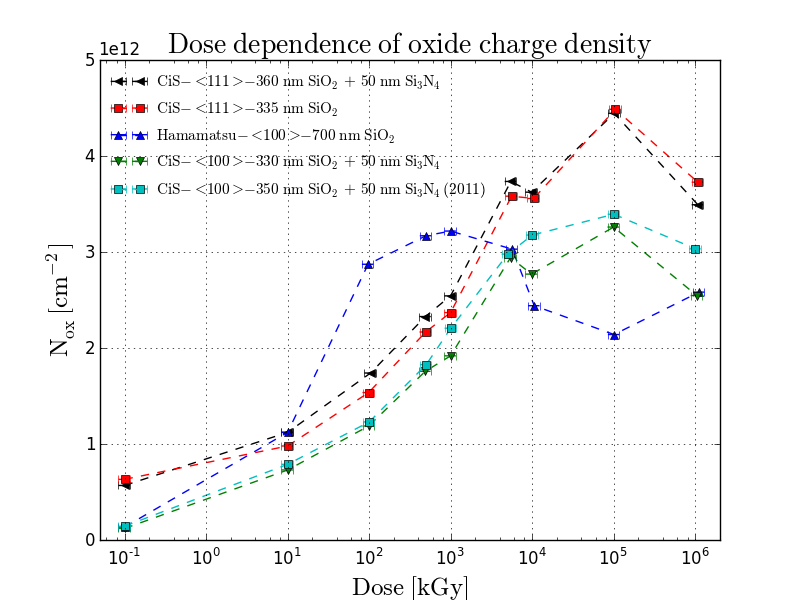 Dose dependence of oxide charge density
1e12
5
4
3
2
1
0
N_ox [cm⁻²]
CiS−<111>−360 nm SiO₂ + 50 nm Si₃N₄
CiS−<111>−335 nm SiO₂
Hamamatsu−<100>−700 nm SiO₂
CiS−<100>−330 nm SiO₂ + 50 nm Si₃N₄
CiS−<100>−350 nm SiO₂ + 50 nm Si₃N₄ (2011)
10⁻¹ 10⁰ 10¹ 10² 10³ 10⁴ 10⁵ 10⁶
Dose [kGy]